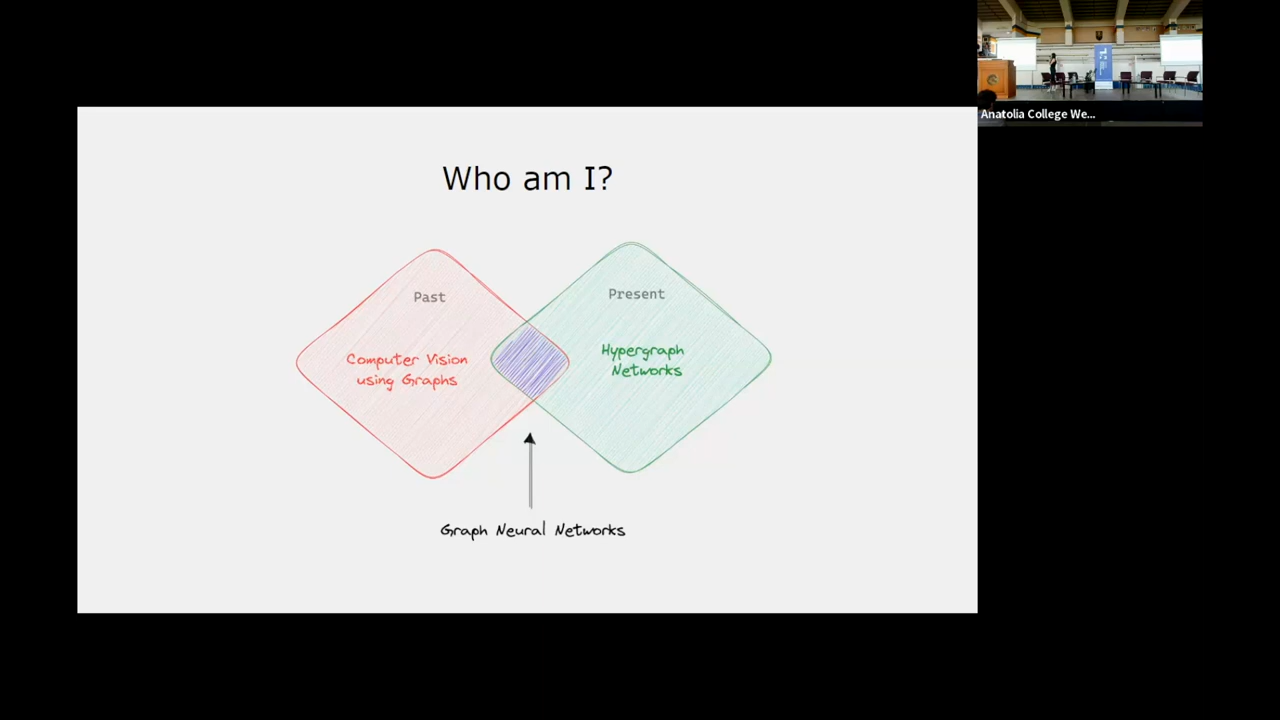 Anatolia College We...
Who am I?
Past
Present
Computer Vision
using Graphs
Hypergraph
Networks
Graph Neural Networks